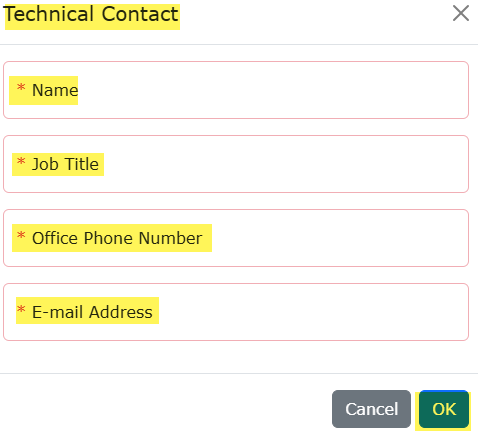 Technical Contact
* Name
* Job Title
* Office Phone Number
* E-mail Address
Cancel OK